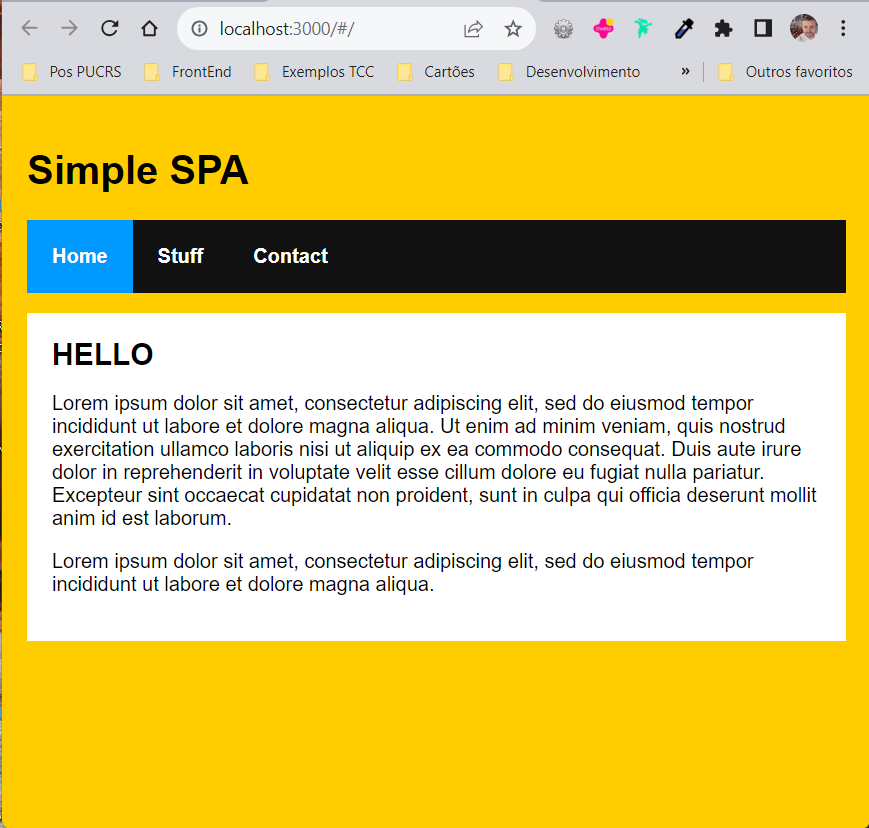 localhost:3000/#/
Pos PUCRS FrontEnd Exemplos TCC Cartões Desenvolvimento » Outros favoritos
Simple SPA
Home Stuff Contact
HELLO
Lorem ipsum dolor sit amet, consectetur adipiscing elit, sed do eiusmod tempor
incididunt ut labore et dolore magna aliqua. Ut enim ad minim veniam, quis nostrud
exercitation ullamco laboris nisi ut aliquip ex ea commodo consequat. Duis aute irure
dolor in reprehenderit in voluptate velit esse cillum dolore eu fugiat nulla pariatur.
Excepteur sint occaecat cupidatat non proident, sunt in culpa qui officia deserunt mollit
anim id est laborum.
Lorem ipsum dolor sit amet, consectetur adipiscing elit, sed do eiusmod tempor
incididunt ut labore et dolore magna aliqua.